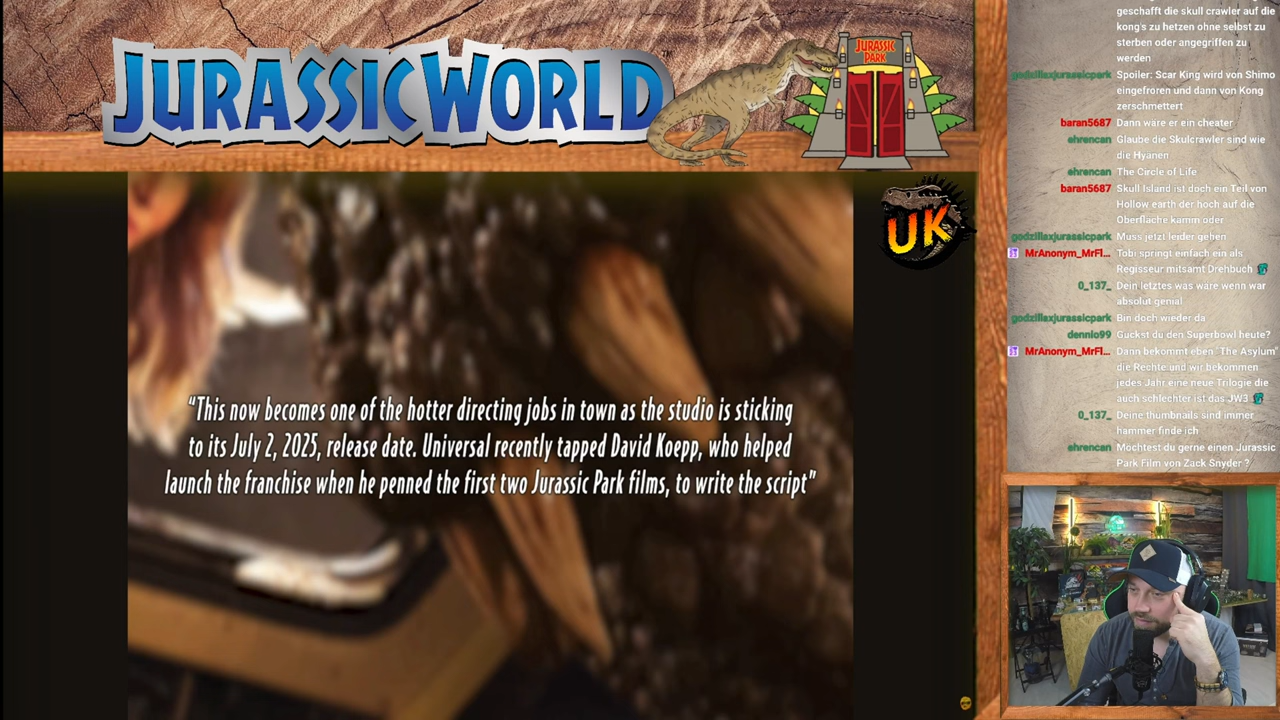 JURASSICWORLD
JURASSIC
PARK
UK
"This now becomes one of the hotter directing jobs in town as the studio is sticking
to its July 2, 2025, release date. Universal recently tapped David Koepp, who helped
launch the franchise when he penned the first two Jurassic Park films, to write the script"
geschafft die skull crawler auf die
kong's zu hetzen ohne selbst zu
sterben oder angegriffen zu
werden
godzillaxjurassicpark Spoiler: Scar King wird von Shimo
eingefroren und dann von Kong
zerschmettert
baran5687 Dann wäre er ein cheater
ehrencan Glaube die Skulcrawler sind wie
die Hyänen
ehrencan The Circle of Life
baran5687 Skull Island ist doch ein Teil von
Hollow earth der hoch auf die
Oberfläche kamm oder
godzillaxjurassicpark Muss jetzt leider gehen
MrAnonym_MrFl... Tobi springt einfach ein als
Regisseur mitsamt Drehbuch
0_137_ Dein letztes was wäre wenn war
absolut genial
godzillaxjurassicpark Bin doch wieder da
dennio99 Guckst du den Superbowl heute?
MrAnonym_MrFl... Dann bekommt eben "The Asylum"
die Rechte und wir bekommen
jedes Jahr eine neue Trilogie die
auch schlechter ist das JW3
0_137_ Deine thumbnails sind immer
hammer finde ich
ehrencan Möchtest du gerne einen Jurassic
Park Film von Zack Snyder ?